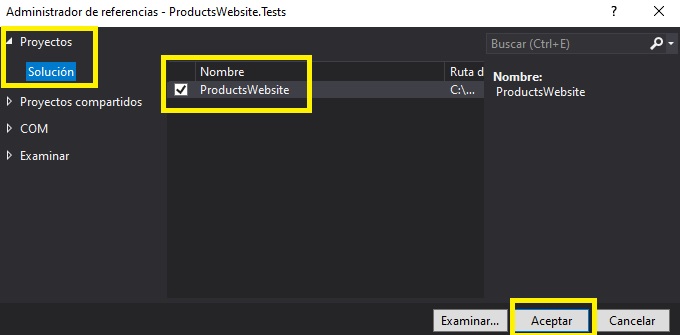 Administrador de referencias - ProductsWebsite.Tests
? ×
Proyectos
Solución
Proyectos compartidos
COM
Examinar
Nombre Ruta d
ProductsWebsite C:\...
Buscar (Ctrl+E)
Nombre:
ProductsWebsite
Examinar... Aceptar Cancelar